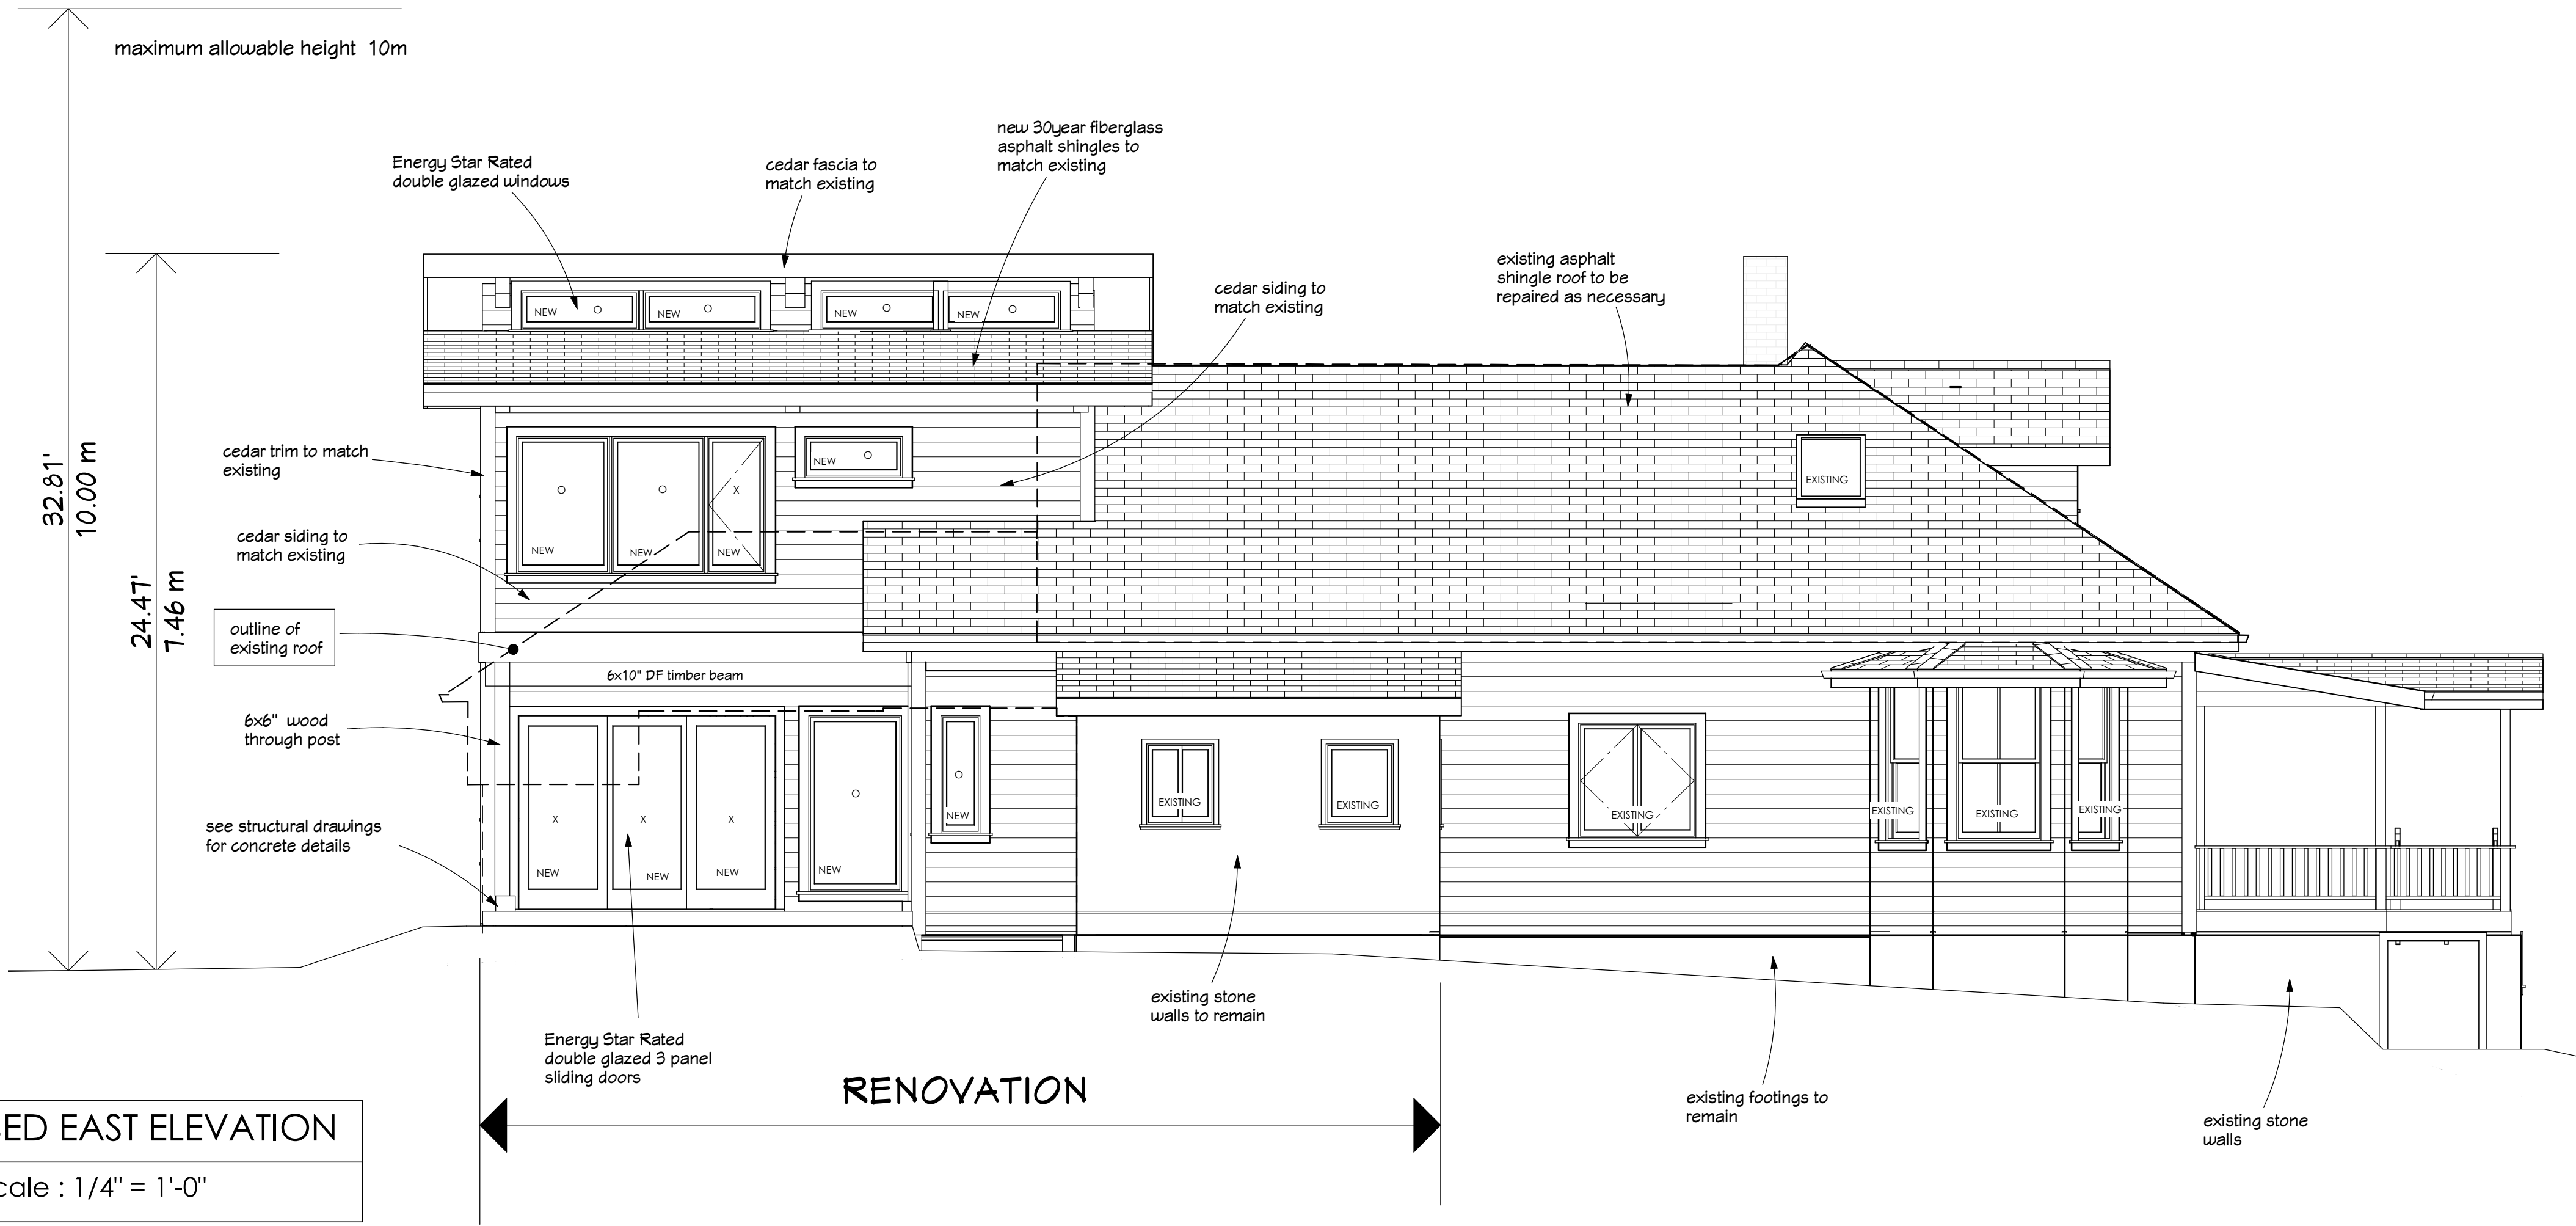 maximum allowable height 10m
new 30year fiberglass
asphalt shingles to
match existing
Energy Star Rated
double glazed windows
cedar fascia to
match existing
existing asphalt
shingle roof to be
repaired as necessary
cedar siding to
match existing
NEW
NEW
NEW
NEW
32.81'
10.00 m
24.47'
7.46 m
cedar trim to match
existing
NEW
EXISTING
cedar siding to
match existing
NEW
NEW
NEW
outline of
existing roof
6x10" DF timber beam
6x6" wood
through post
see structural drawings
for concrete details
X
X
X
X
NEW
NEW
NEW
NEW
NEW
EXISTING
EXISTING
EXISTING
EXISTING
EXISTING
EXISTING
existing stone
walls to remain
Energy Star Rated
double glazed 3 panel
sliding doors
RENOVATION
existing footings to
remain
existing stone
walls
SED EAST ELEVATION
cale : 1/4" = 1'-0"